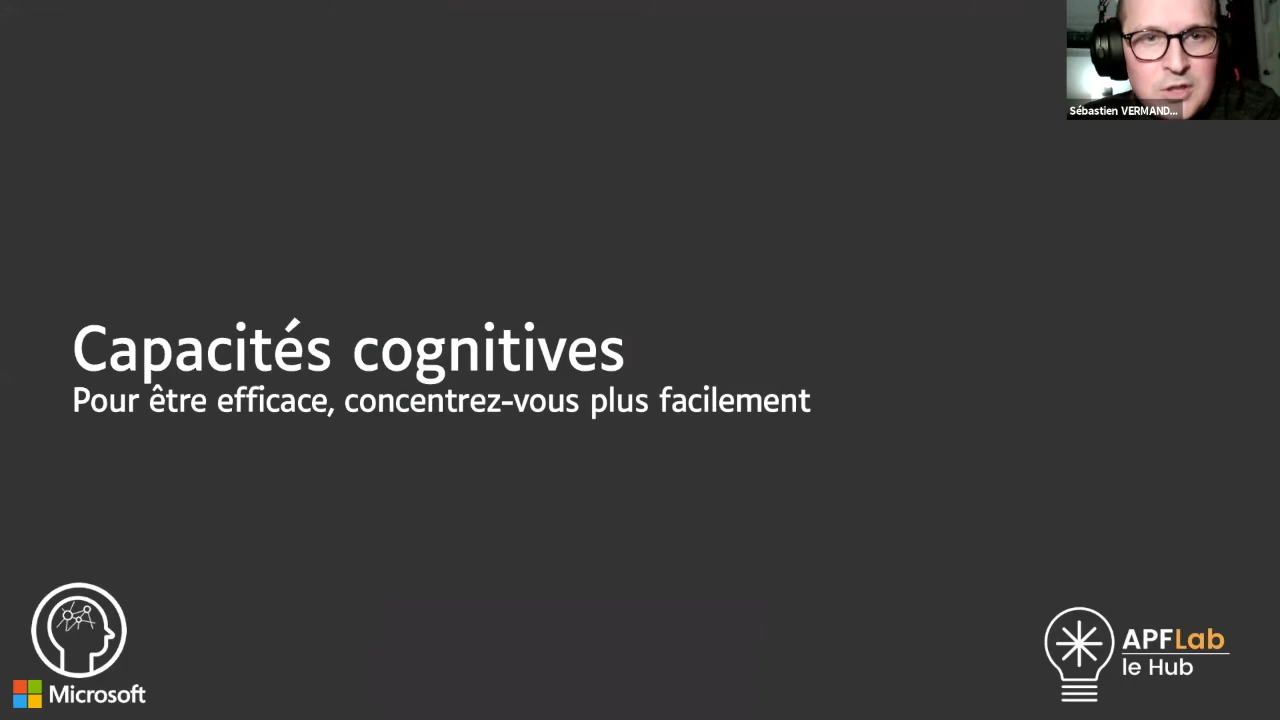 Sébastien VERMAND...
Capacités cognitives
Pour être efficace, concentrez-vous plus facilement
Microsoft
APFLab
le Hub